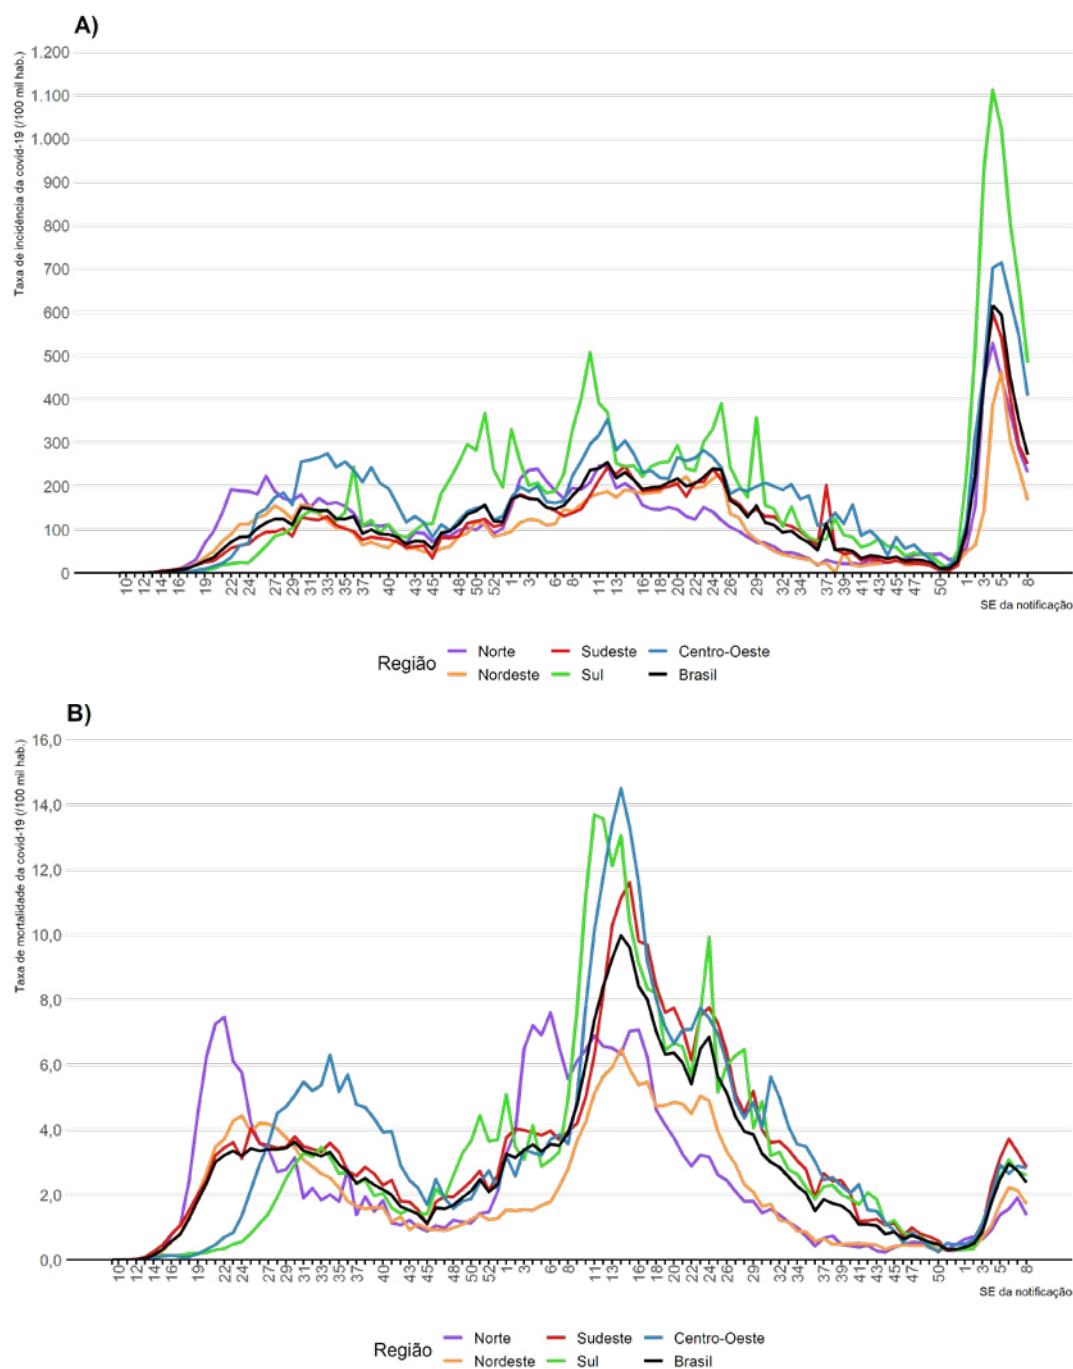 A)
Taxa de incidência da covid-19 (/100 mil hab.)
1.200
1.100
1.000
900
800
700
600
500
400
300
200
100
0
10 12 14 16 19 22 25 27 29 31 33 35 37 40 43 45 48 50 52 1 3 6 8 11 13 16 18 20 22 24 26 29 32 34 37 39 41 43 45 47 50 1 3 5 8
SE da notificação
Região Norte Sudeste Centro-Oeste
Nordeste Sul Brasil
B)
Taxa de mortalidade da covid-19 (/100 mil hab.)
16,0
14,0
12,0
10,0
8,0
6,0
4,0
2,0
0,0
10 12 14 16 19 22 24 27 29 31 33 35 37 40 43 45 48 50 52 1 3 6 8 11 13 16 18 20 22 24 26 29 32 34 37 39 41 43 45 47 50 1 3 5 8
SE da notificação
Região Norte Sudeste Centro-Oeste
Nordeste Sul Brasil